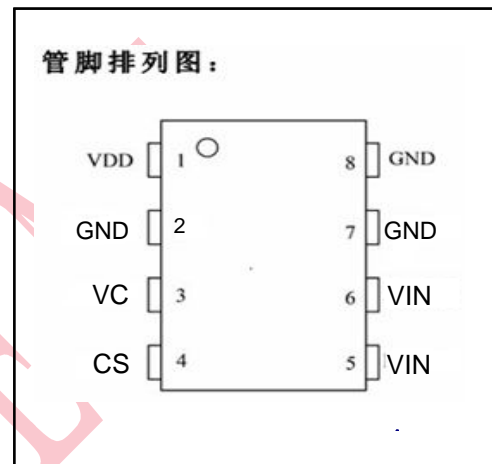 管脚排列图：
VDD 1 8 GND
GND 2 7 GND
VC 3 6 VIN
CS 4 5 VIN